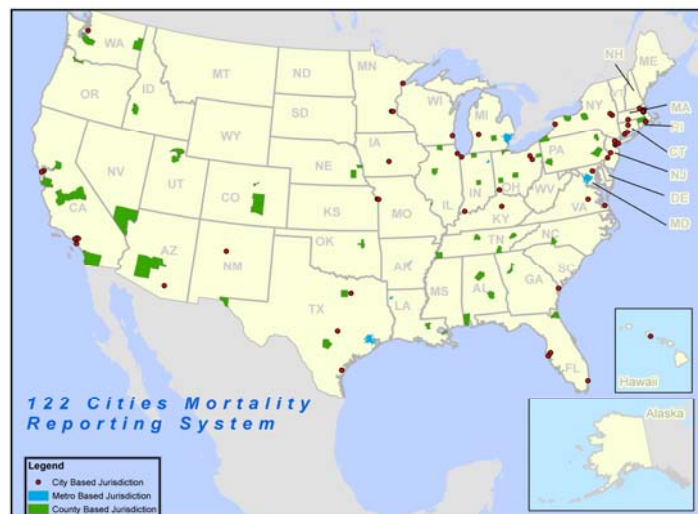 122 Cities Mortality
Reporting System
Legend
City Based Jurisdiction
Metro Based Jurisdiction
County Based Jurisdiction
WA
MT
ND
MN
OR
ID
SD
WI
MI
WY
NH
ME
VT
NY
MA
RI
CT
NJ
DE
MD
PA
IA
NE
NV
UT
CO
IL
IN
OH
WV
VA
CA
KS
MO
KY
TN
NC
AZ
NM
OK
AR
SC
MS
AL
GA
TX
LA
FL
Hawaii
Alaska